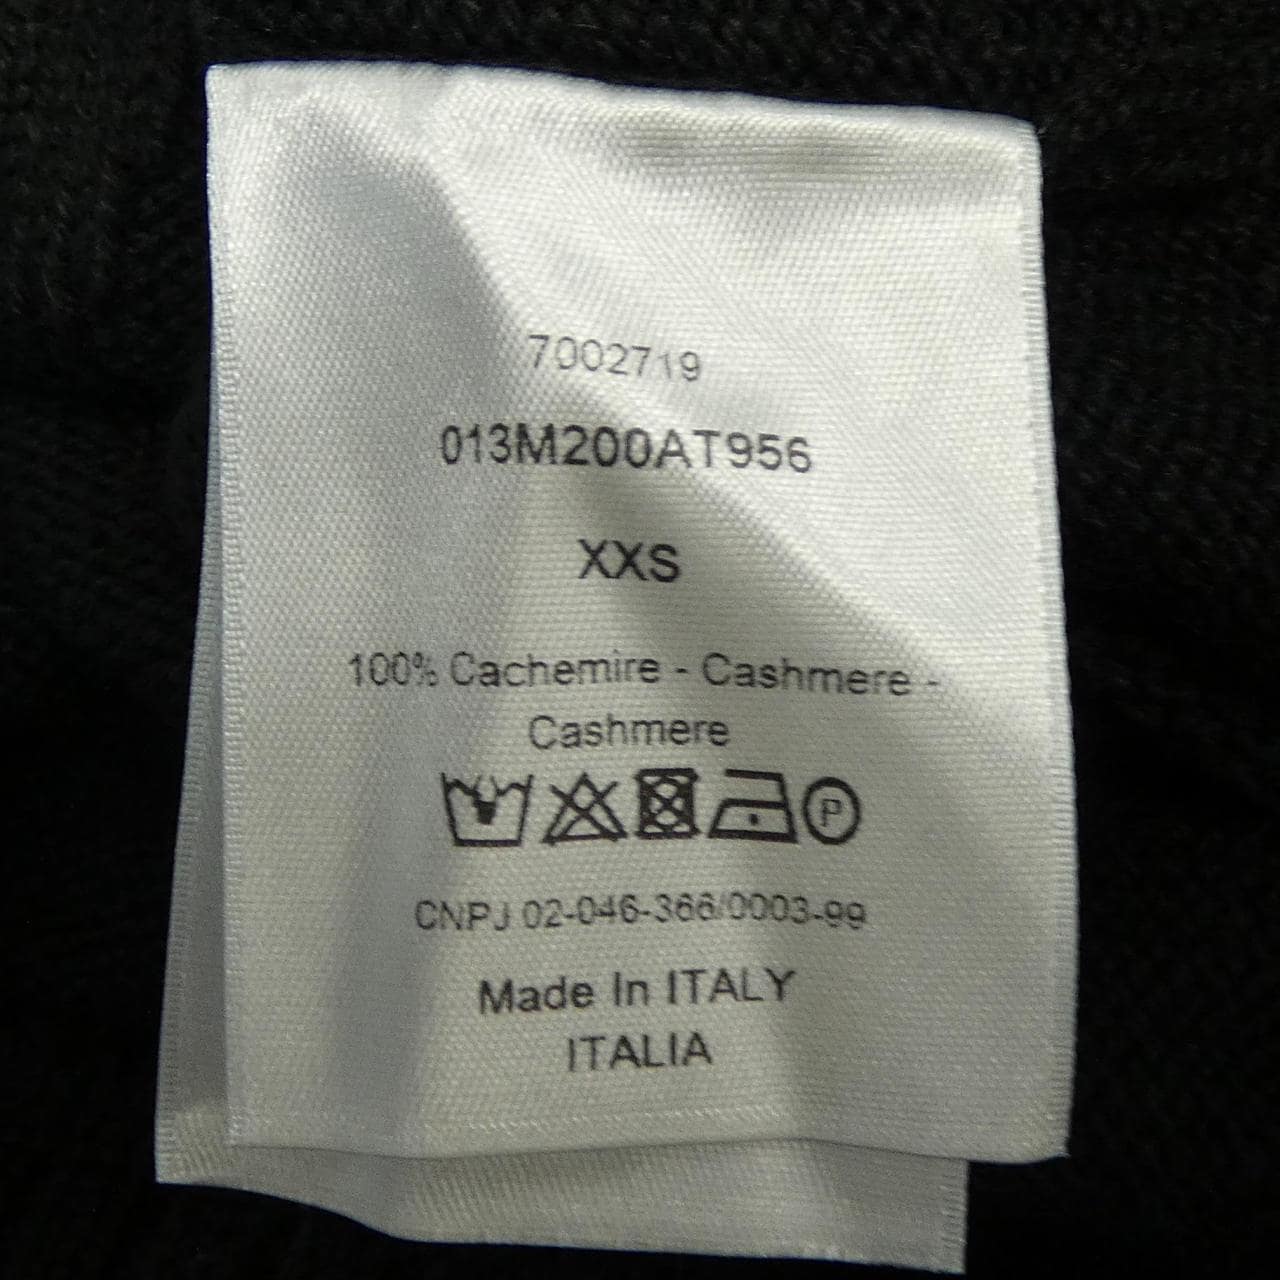 7002719
013M200AT956
XXS
100% Cachemire - Cashmere -
Cashmere
P
CNPJ 02-046-366/0003-99
Made In ITALY
ITALIA